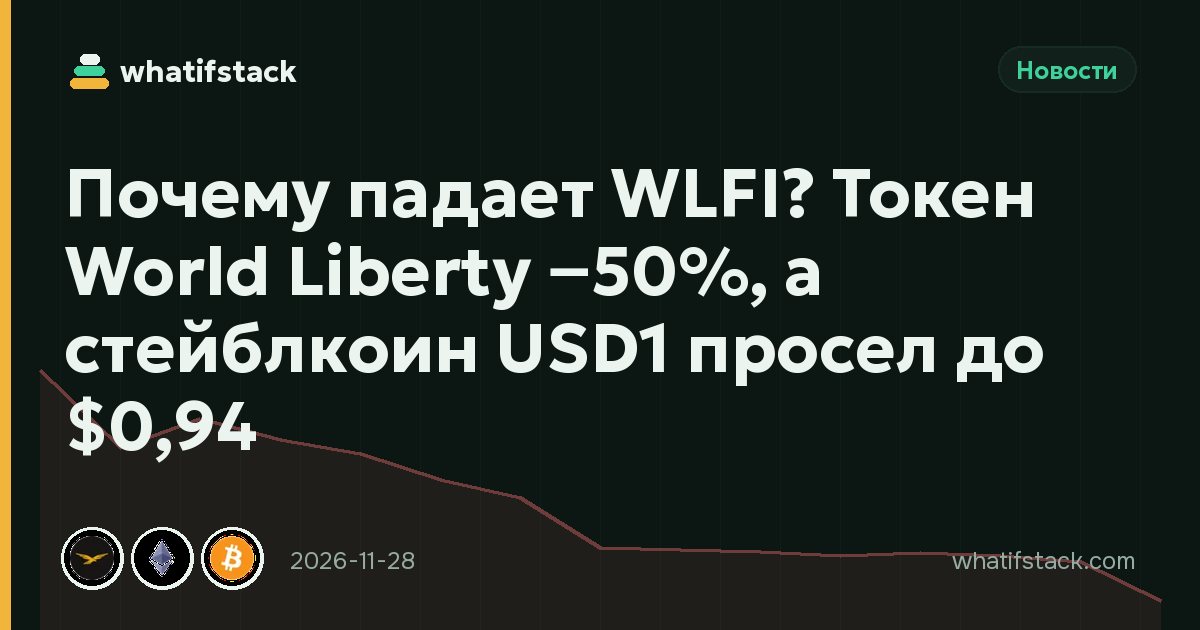 whatifstack
Новости
Почему падает WLFI? Токен
World Liberty −50%, а
стейблкоин USD1 просел до
$0,94
2026-11-28
whatifstack.com